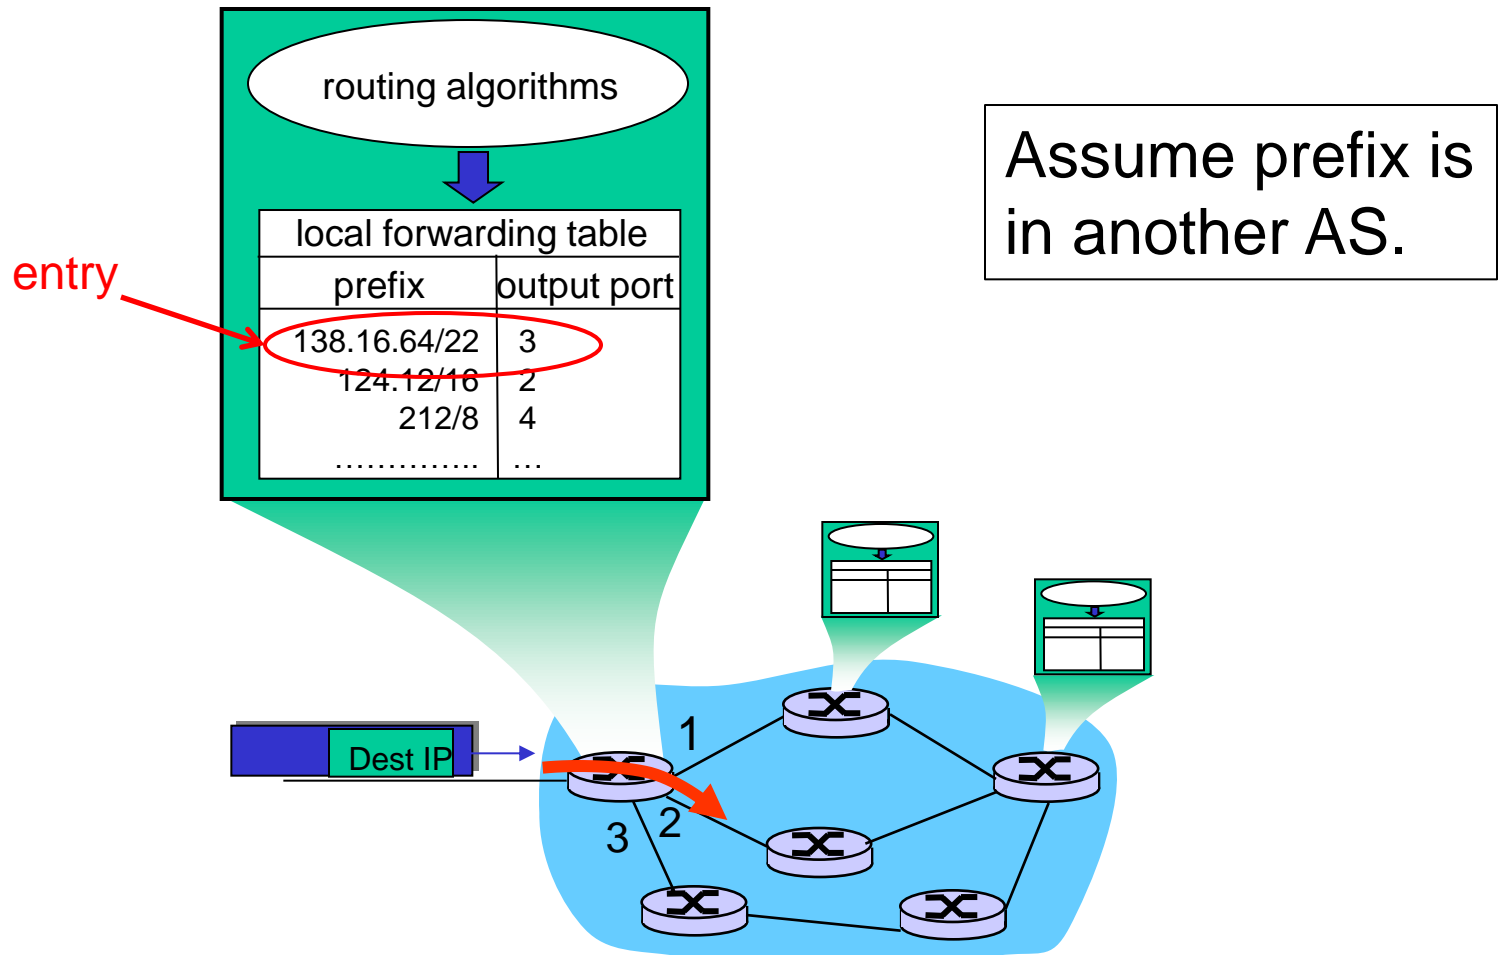 routing algorithms
Assume prefix is
in another AS.
local forwarding table
entry
prefix output port
138.16.64/22 3
124.12/16 2
212/8 4
………….. …
1
Dest IP
2
3